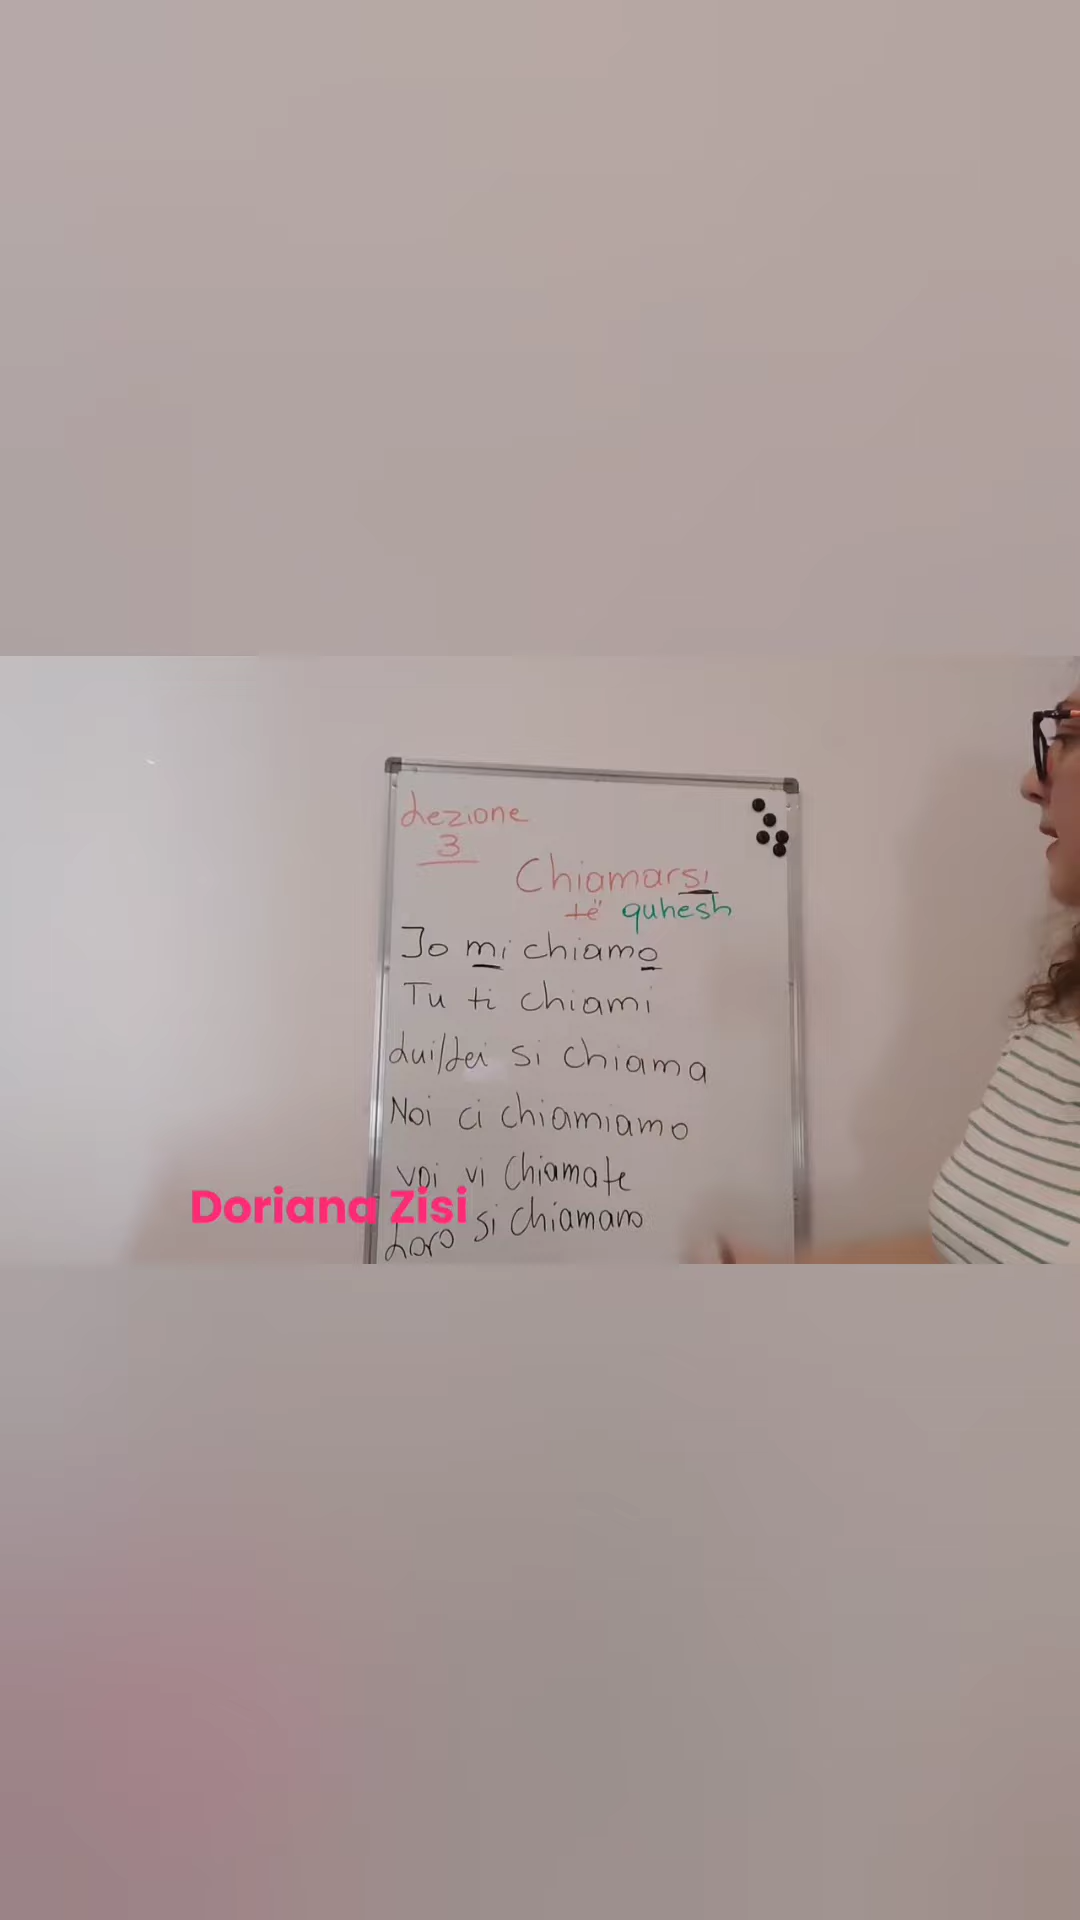 Lezione
3
Chiamarsi
të quhesh
Io mi chiamo
Tu ti chiami
Lui/Lei si chiama
Noi ci chiamiamo
voi vi chiamate
Loro si chiamano
Doriana Zisi